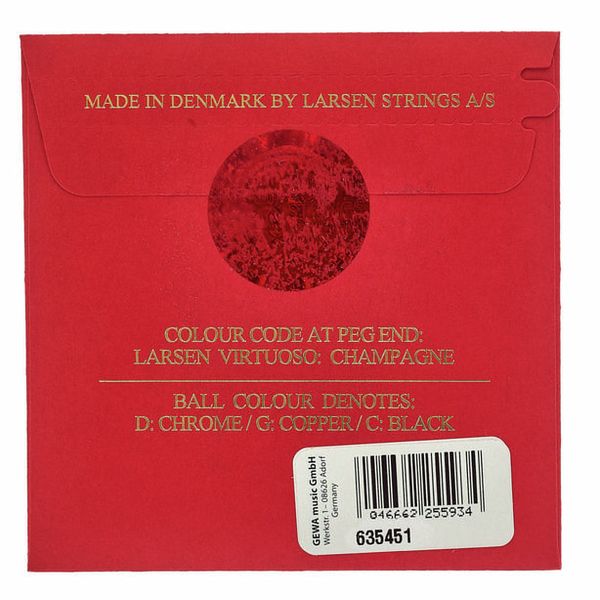 MADE IN DENMARK BY LARSEN STRINGS A/S
COLOUR CODE AT PEG END:
LARSEN VIRTUOSO: CHAMPAGNE
BALL COLOUR DENOTES:
D: CHROME / G: COPPER / C: BLACK
GEWA music GmbH
Werkstr. 1 – 08626 Adorf
Germany
046662 255934
635451